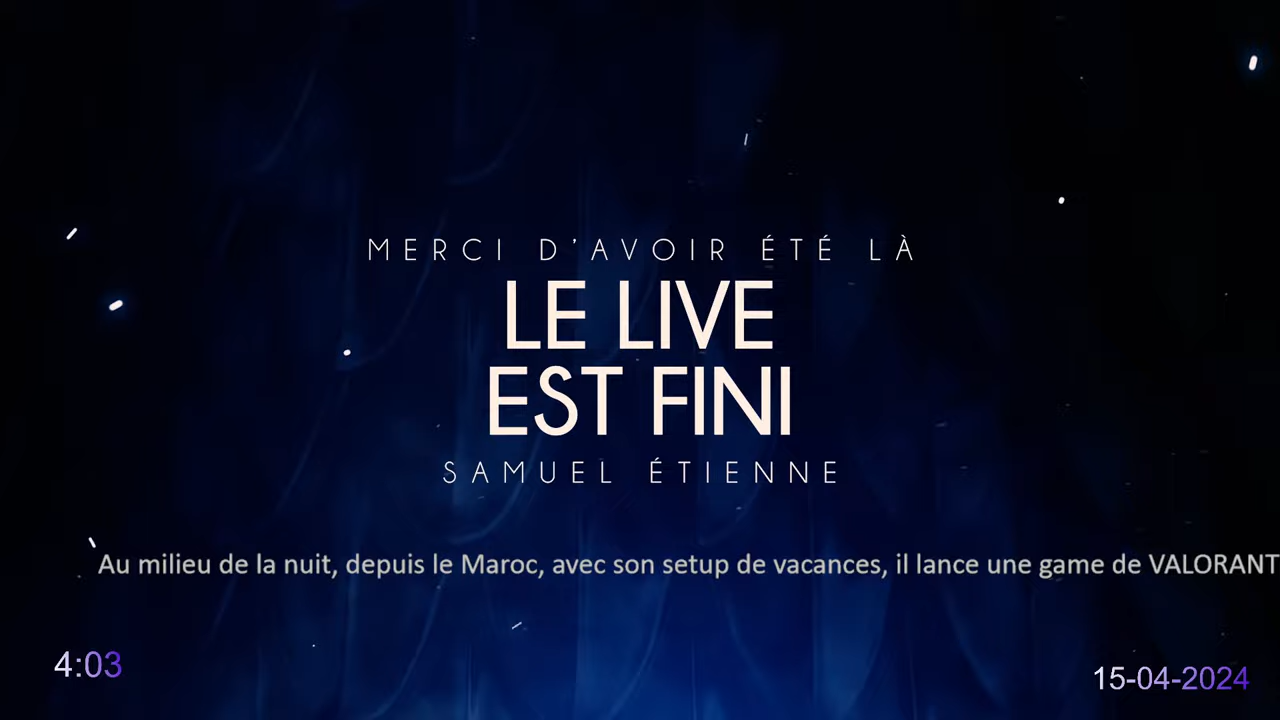 MERCI D'AVOIR ÉTÉ LÀ
LE LIVE
EST FINI
SAMUEL ÉTIENNE
Au milieu de la nuit, depuis le Maroc, avec son setup de vacances, il lance une game de VALORANT
4:03
15-04-2024